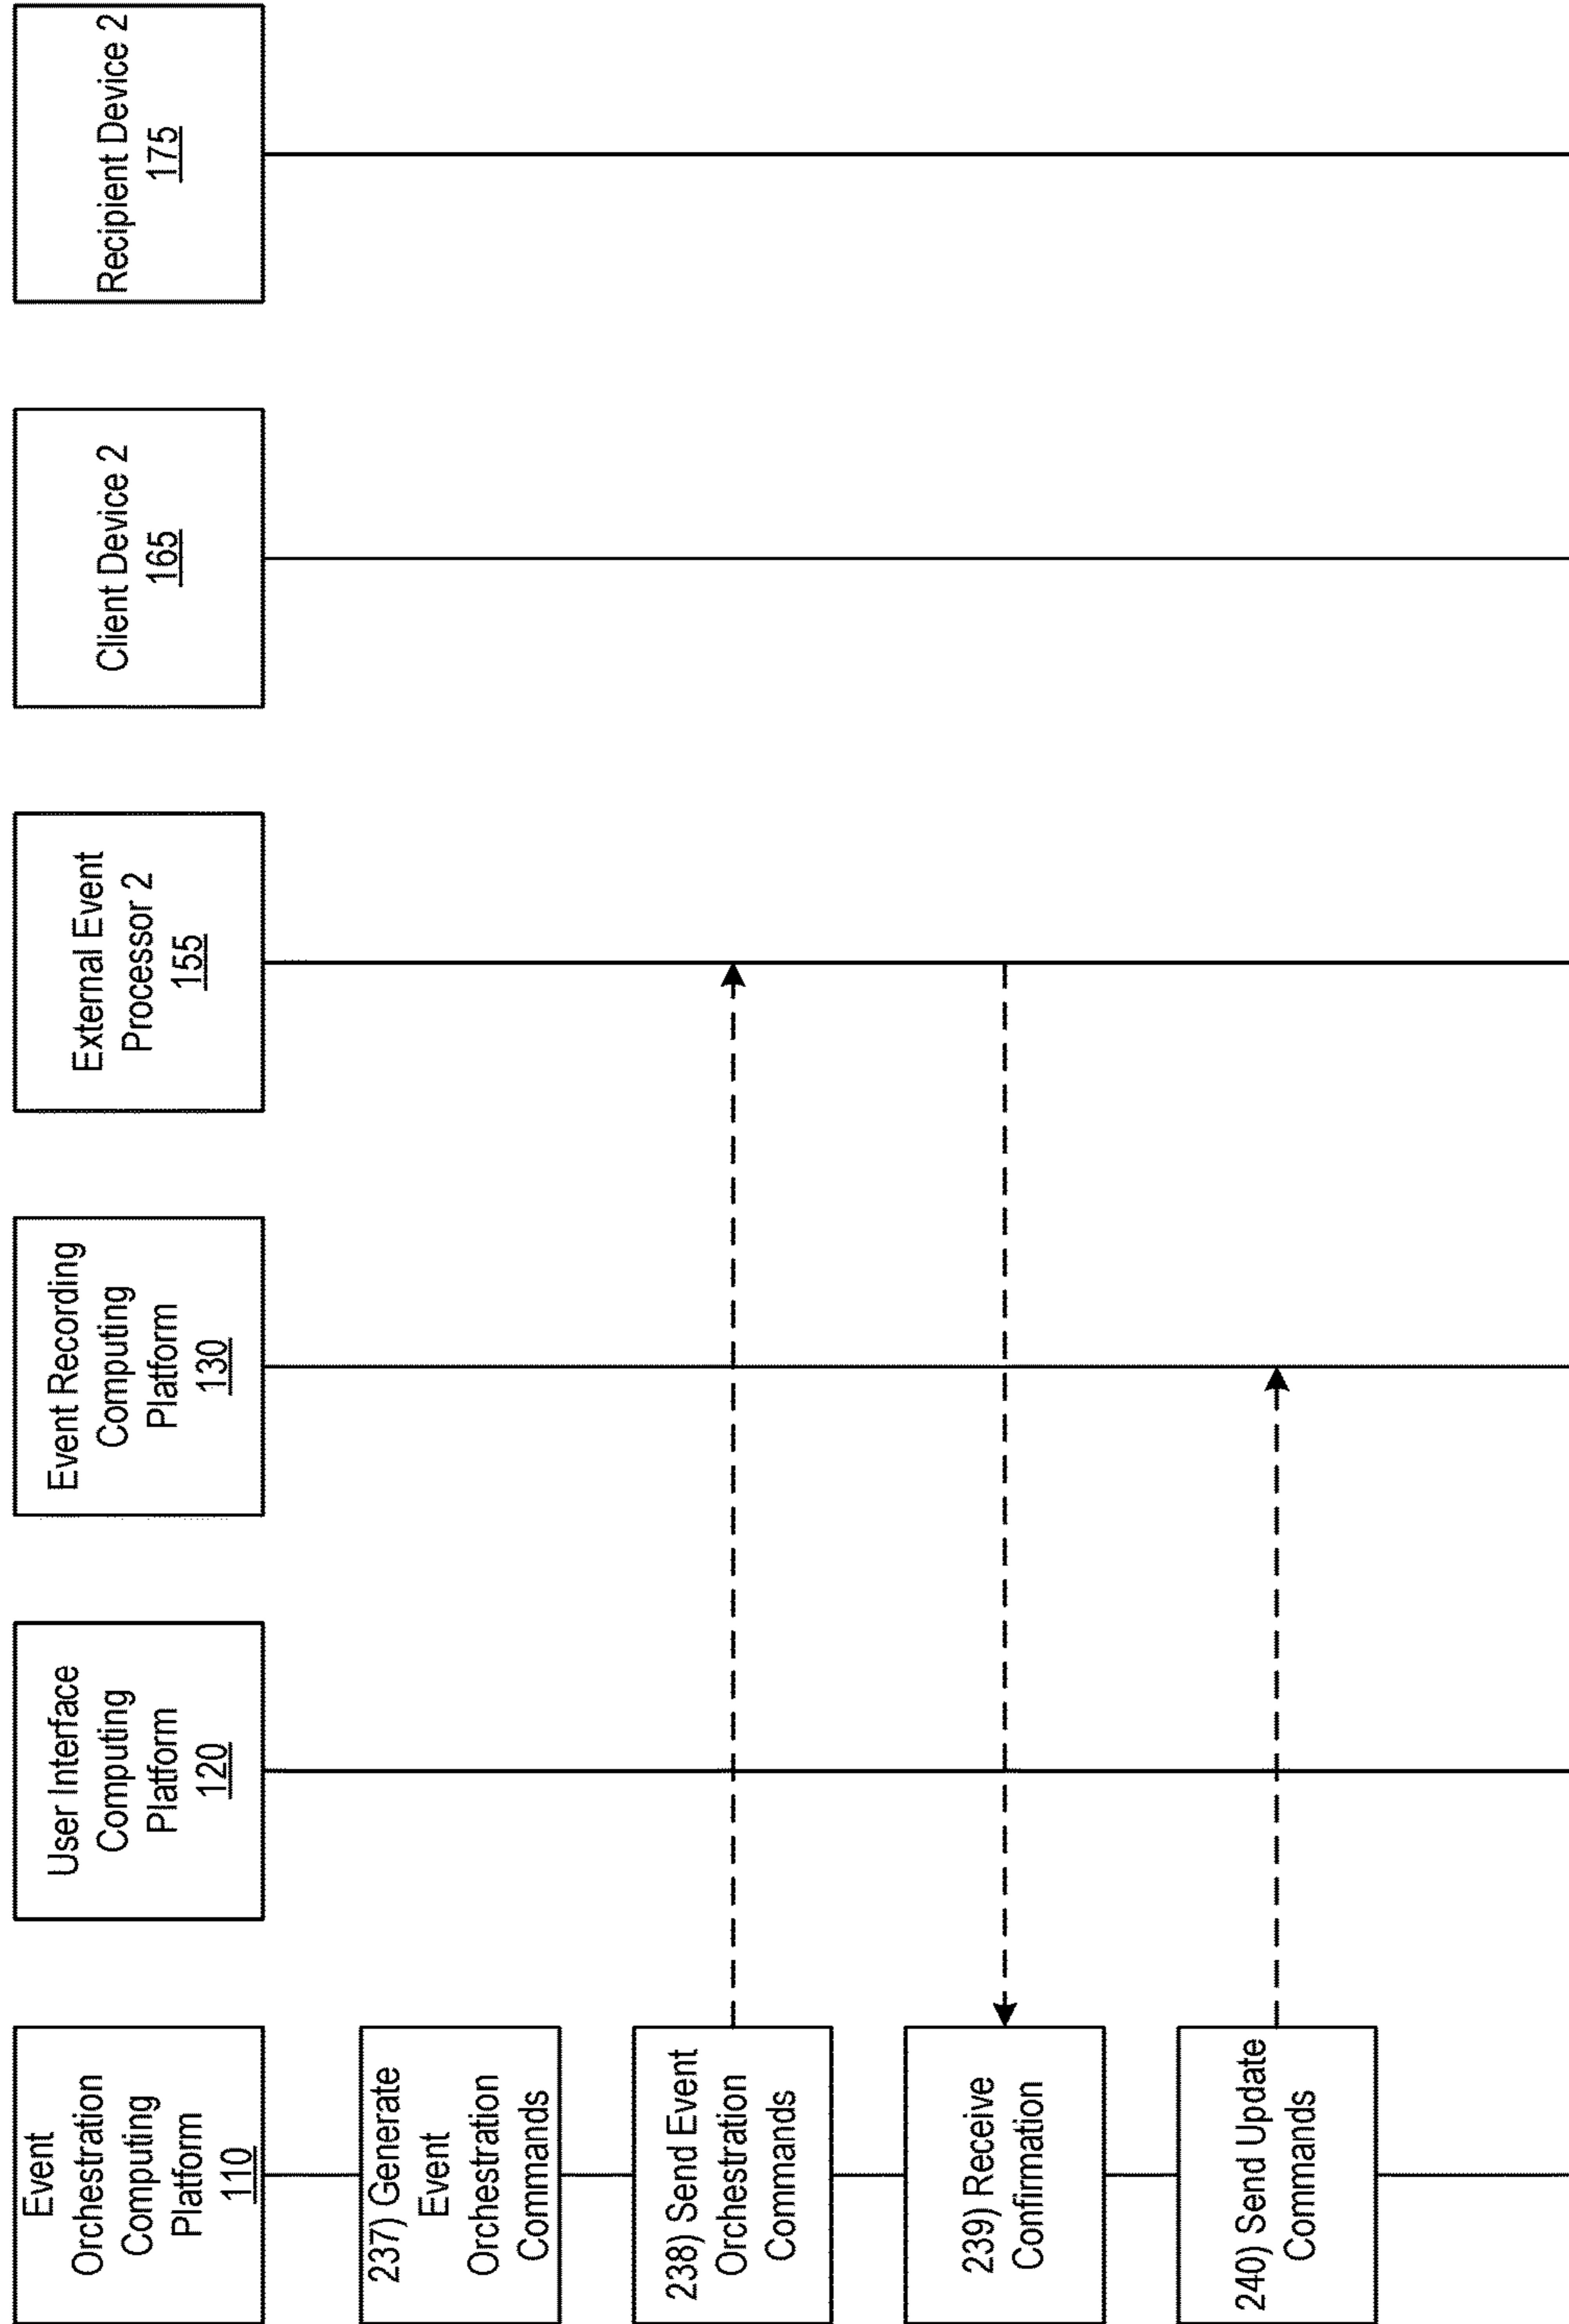 Event
Orchestration
Computing
Platform
110
User Interface
Computing
Platform
120
Event Recording
Computing
Platform
130
External Event
Processor 2
155
Client Device 2
165
Recipient Device 2
175
237) Generate
Event
Orchestration
Commands
238) Send Event
Orchestration
Commands
239) Receive
Confirmation
240) Send Update
Commands